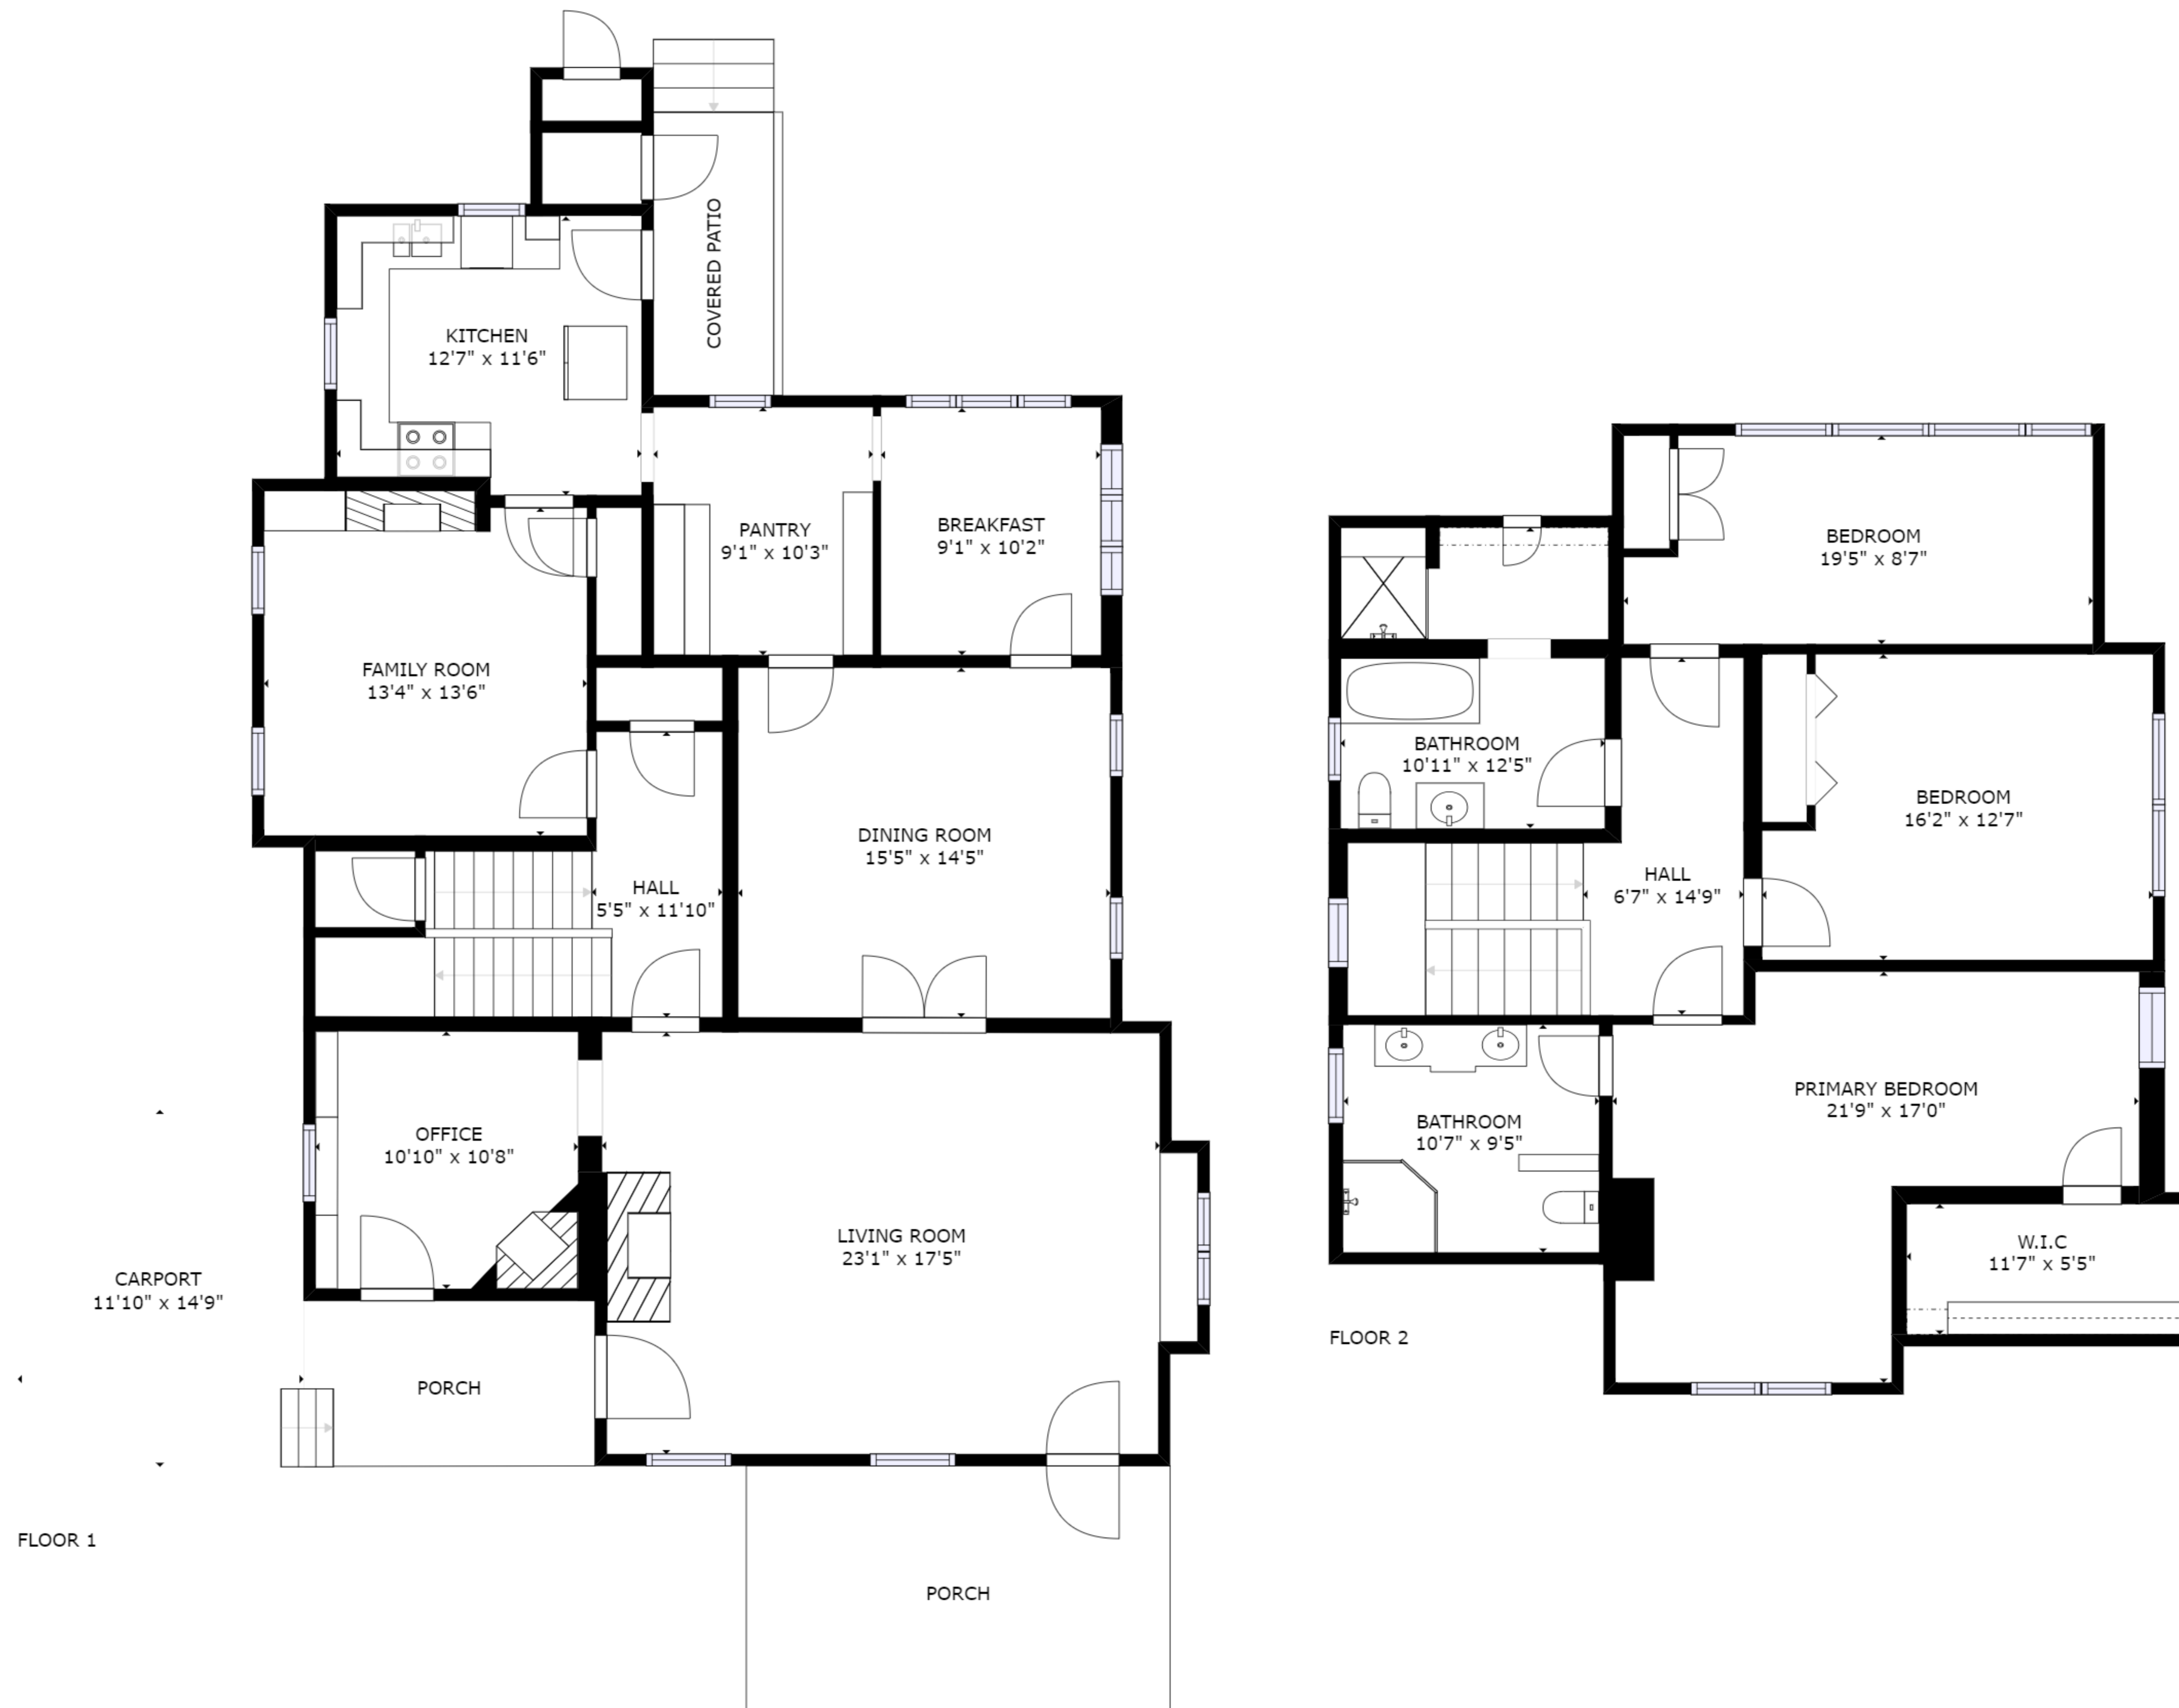 COVERED PATIO
KITCHEN
12'7" x 11'6"
PANTRY
9'1" x 10'3"
BREAKFAST
9'1" x 10'2"
FAMILY ROOM
13'4" x 13'6"
DINING ROOM
15'5" x 14'5"
HALL
5'5" x 11'10"
OFFICE
10'10" x 10'8"
LIVING ROOM
23'1" x 17'5"
CARPORT
11'10" x 14'9"
PORCH
FLOOR 1
PORCH
BEDROOM
19'5" x 8'7"
BATHROOM
10'11" x 12'5"
BEDROOM
16'2" x 12'7"
HALL
6'7" x 14'9"
PRIMARY BEDROOM
21'9" x 17'0"
BATHROOM
10'7" x 9'5"
W.I.C
11'7" x 5'5"
FLOOR 2